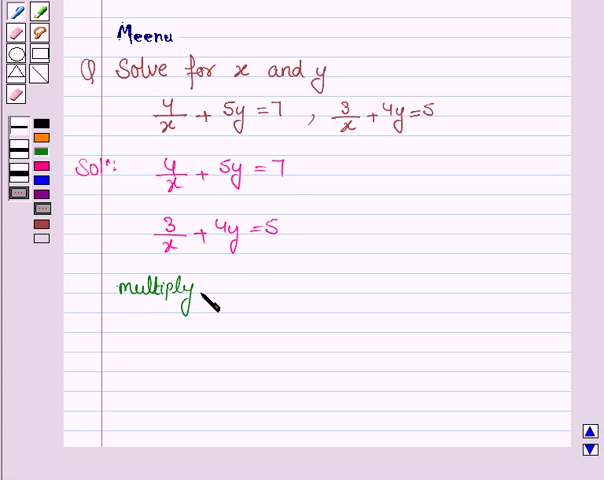 Meenu
Q Solve for x and y
4/x + 5y = 7 , 3/x + 4y = 5
Solⁿ: 4/x + 5y = 7
3/x + 4y = 5
multiply